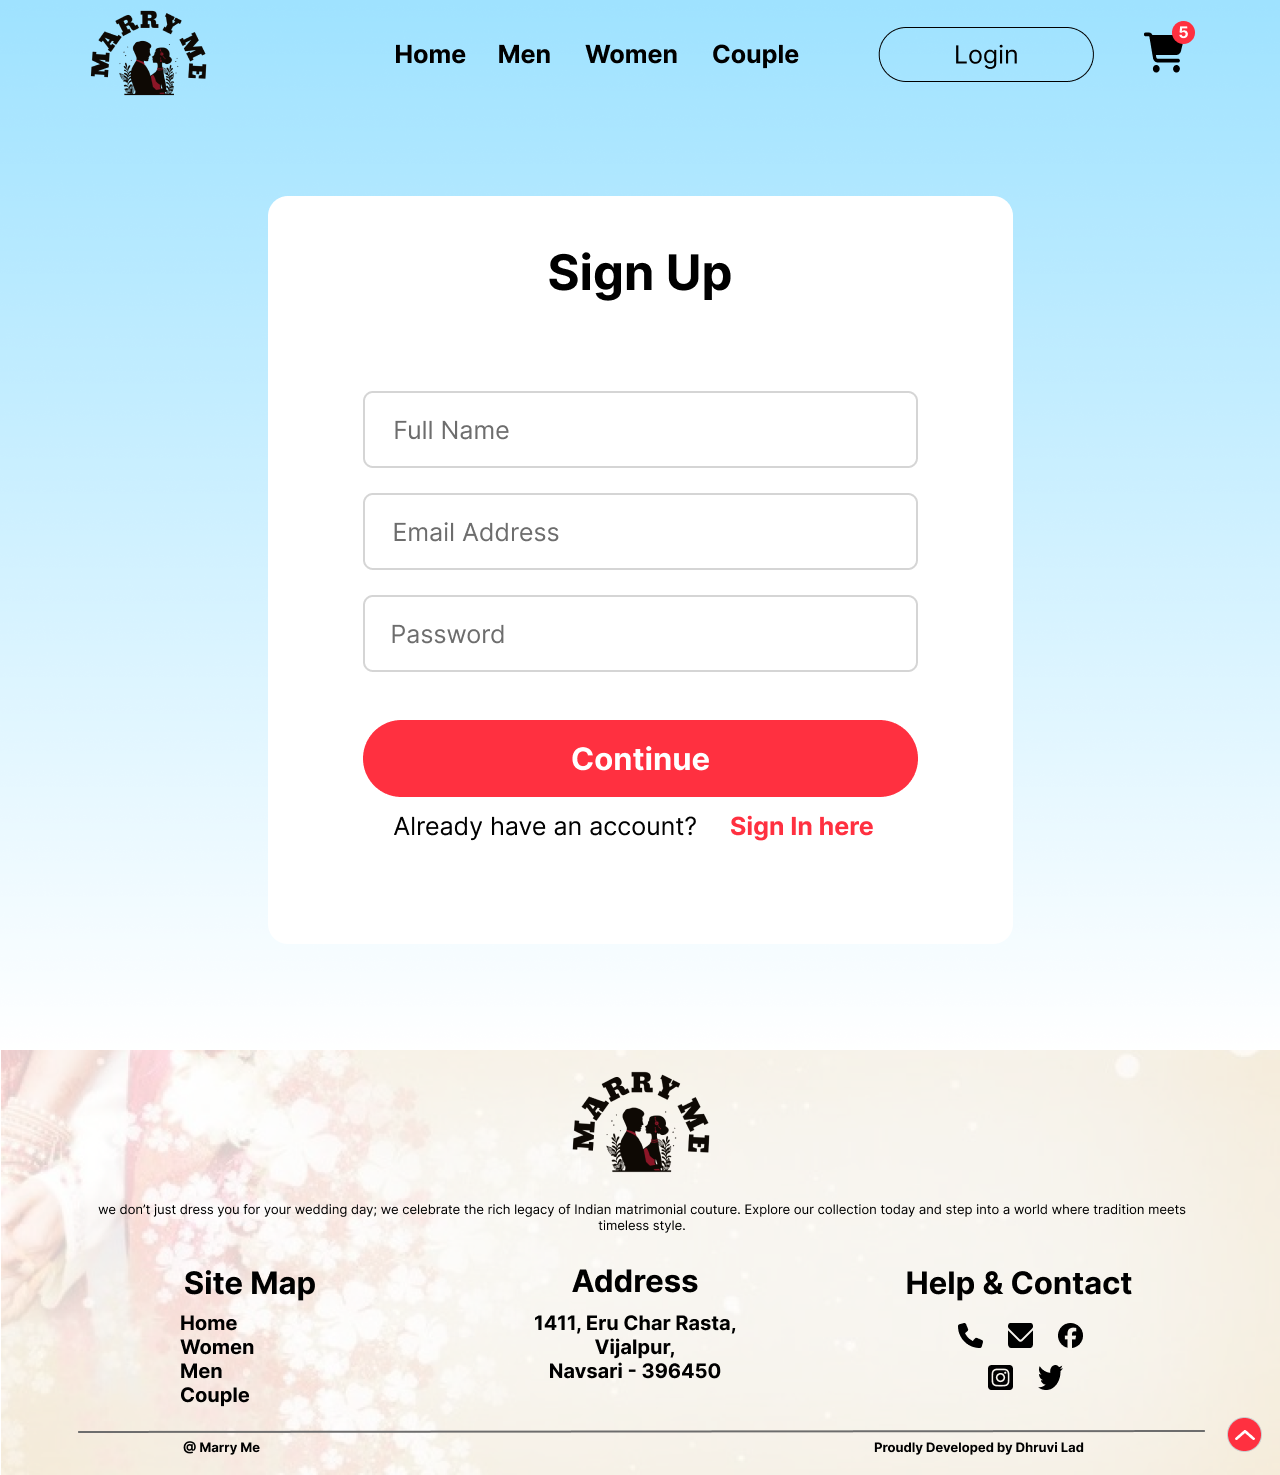 MARRY ME
Home Men Women Couple Login 5
Sign Up
Full Name
Email Address
Password
Continue
Already have an account? Sign In here
MARRY ME
we don’t just dress you for your wedding day; we celebrate the rich legacy of Indian matrimonial couture. Explore our collection today and step into a world where tradition meets
timeless style.
Site Map
Home
Women
Men
Couple
Address
1411, Eru Char Rasta,
Vijalpur,
Navsari - 396450
Help & Contact
@ Marry Me
Proudly Developed by Dhruvi Lad